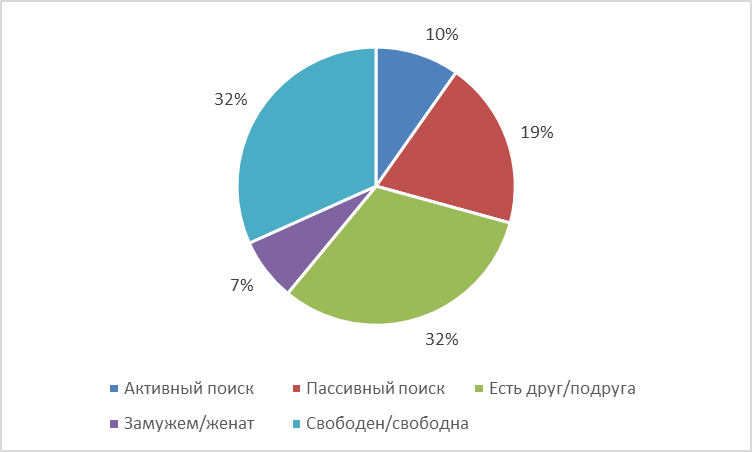 10%
32%
19%
7%
32%
Активный поиск Пассивный поиск Есть друг/подруга
Замужем/женат Свободен/свободна